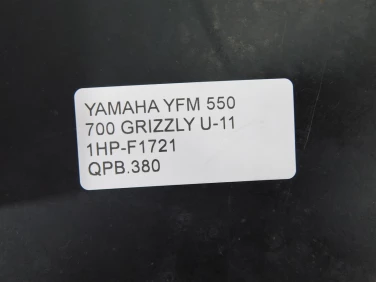 YAMAHA YFM 550
700 GRIZZLY U-11
1HP-F1721
QPB.380